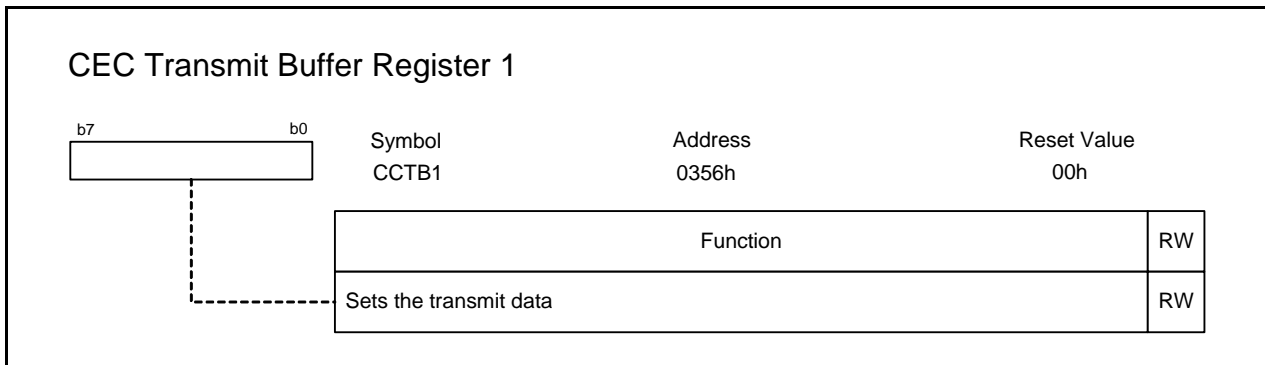 CEC Transmit Buffer Register 1
b7 b0 Symbol Address Reset Value
CCTB1 0356h 00h
Function RW
Sets the transmit data RW